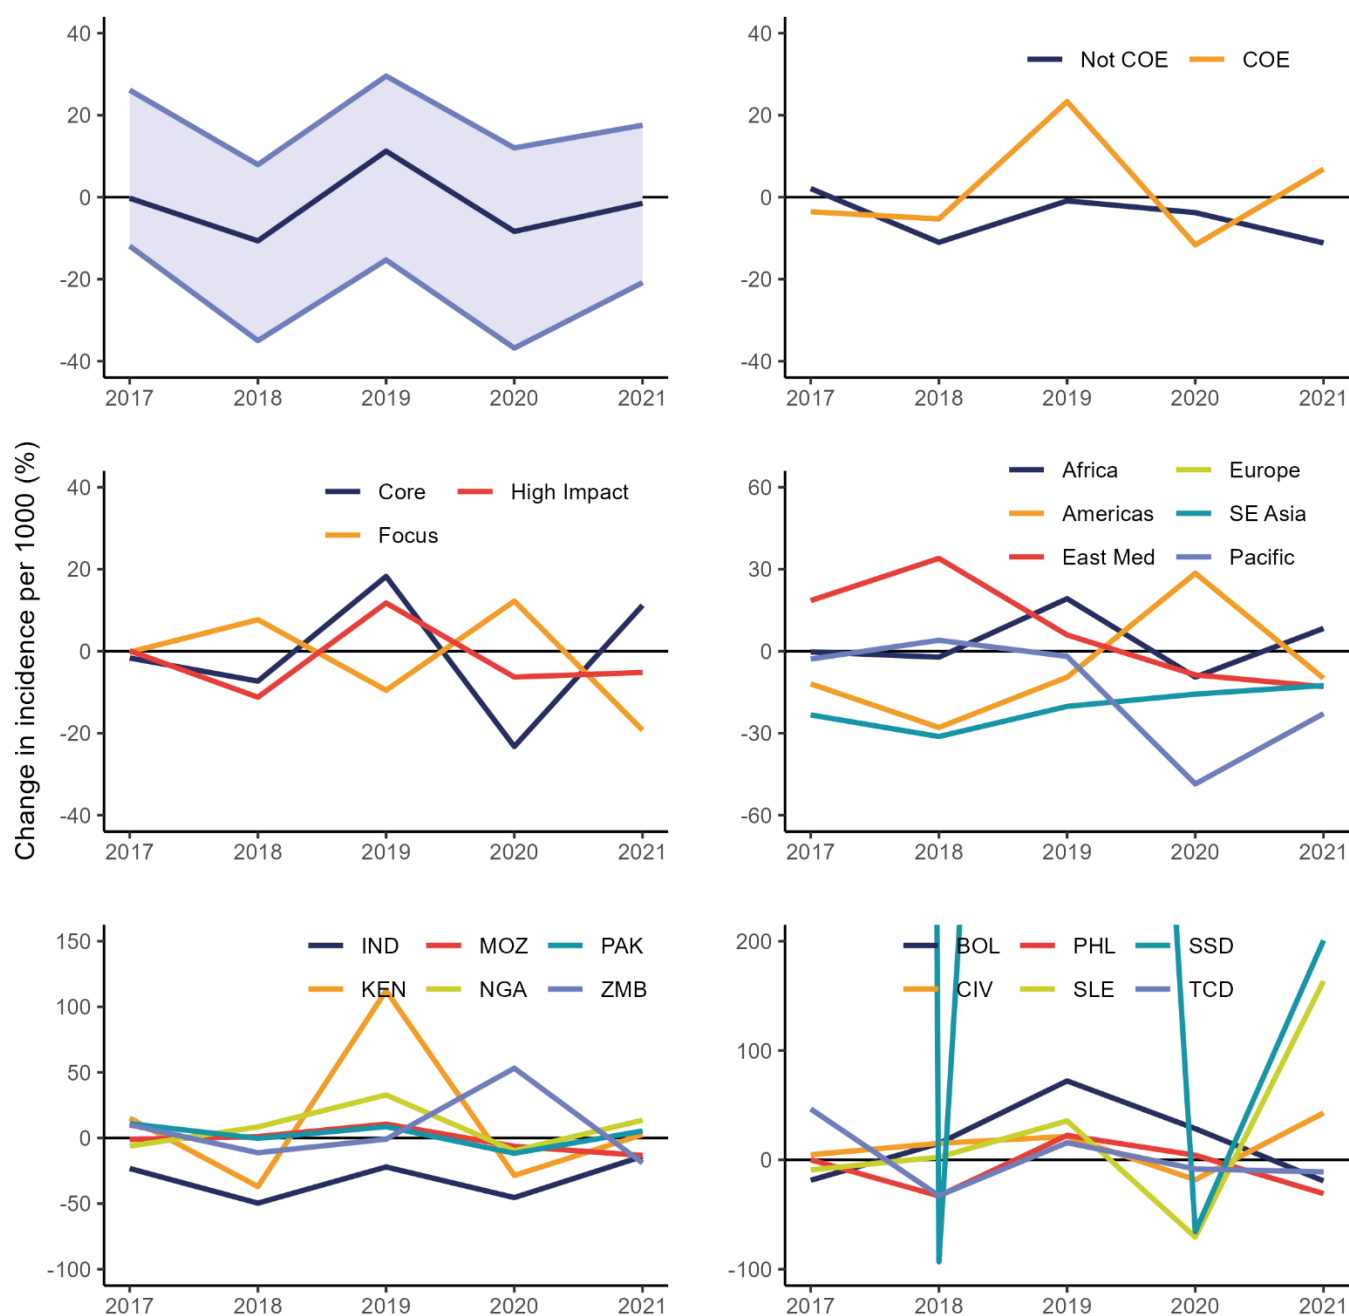 40
20
0
-20
-40
2017 2018 2019 2020 2021
Not COE COE
40
20
0
-20
-40
2017 2018 2019 2020 2021
Change in incidence per 1000 (%)
Core High Impact
Focus
40
20
0
-20
-40
2017 2018 2019 2020 2021
Africa Europe
Americas SE Asia
East Med Pacific
60
30
0
-30
-60
2017 2018 2019 2020 2021
IND MOZ PAK
KEN NGA ZMB
150
100
50
0
-50
-100
2017 2018 2019 2020 2021
BOL PHL SSD
CIV SLE TCD
200
100
0
-100
2017 2018 2019 2020 2021